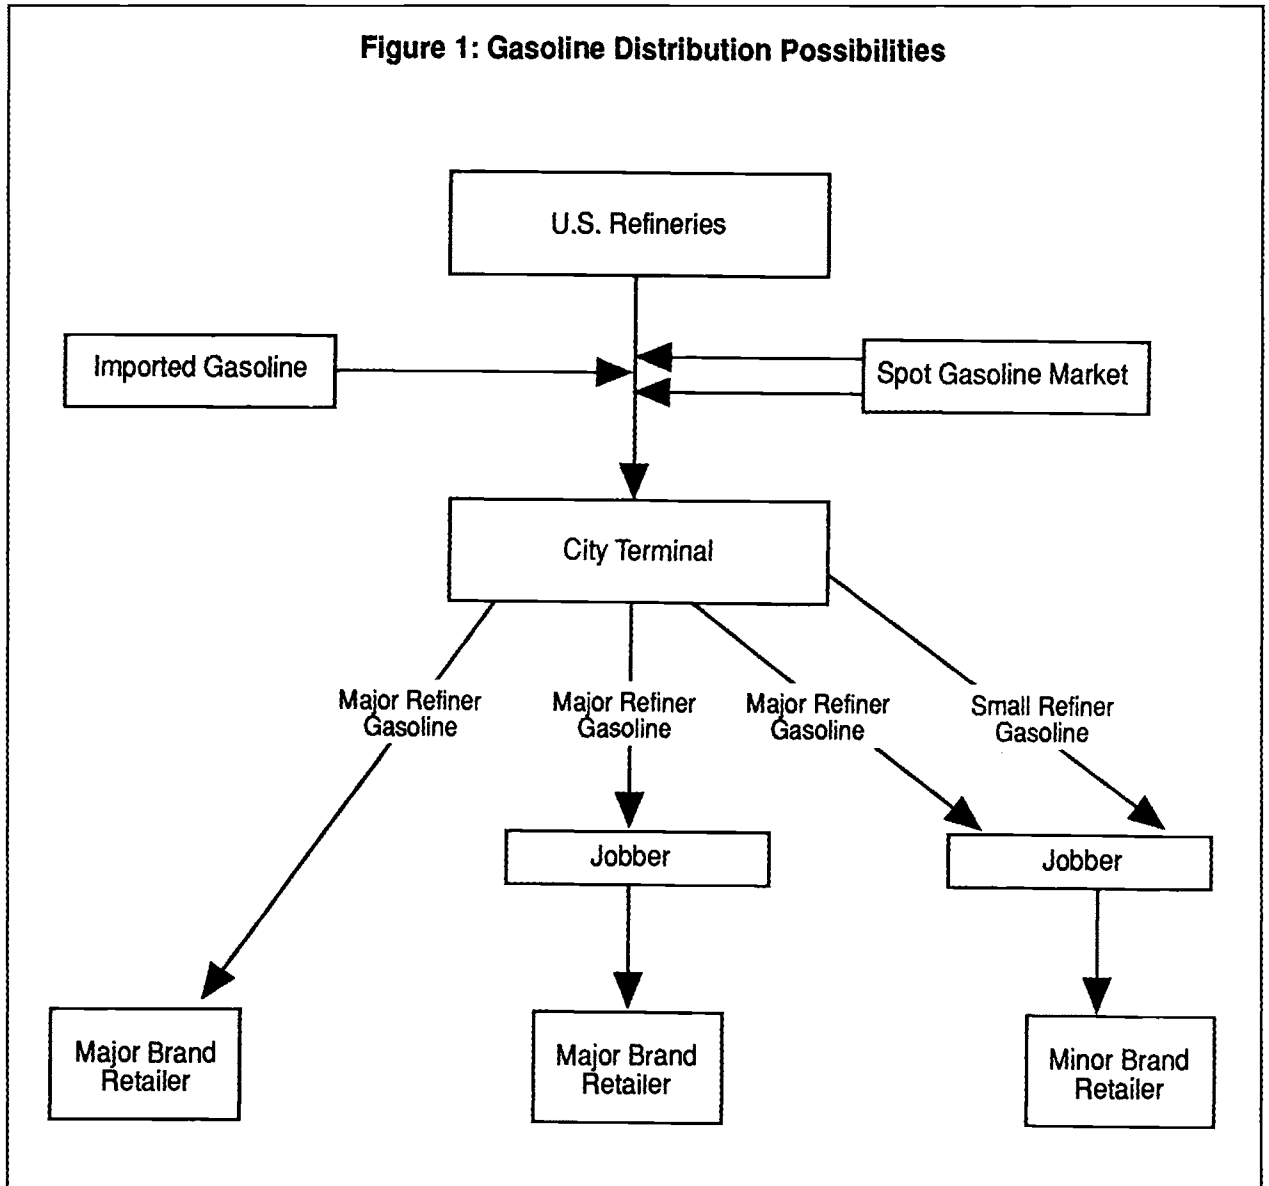 Figure 1: Gasoline Distribution Possibilities
U.S. Refineries
Imported Gasoline
Spot Gasoline Market
City Terminal
Major Refiner
Gasoline
Major Refiner
Gasoline
Major Refiner
Gasoline
Small Refiner
Gasoline
Jobber
Jobber
Major Brand
Retailer
Major Brand
Retailer
Minor Brand
Retailer